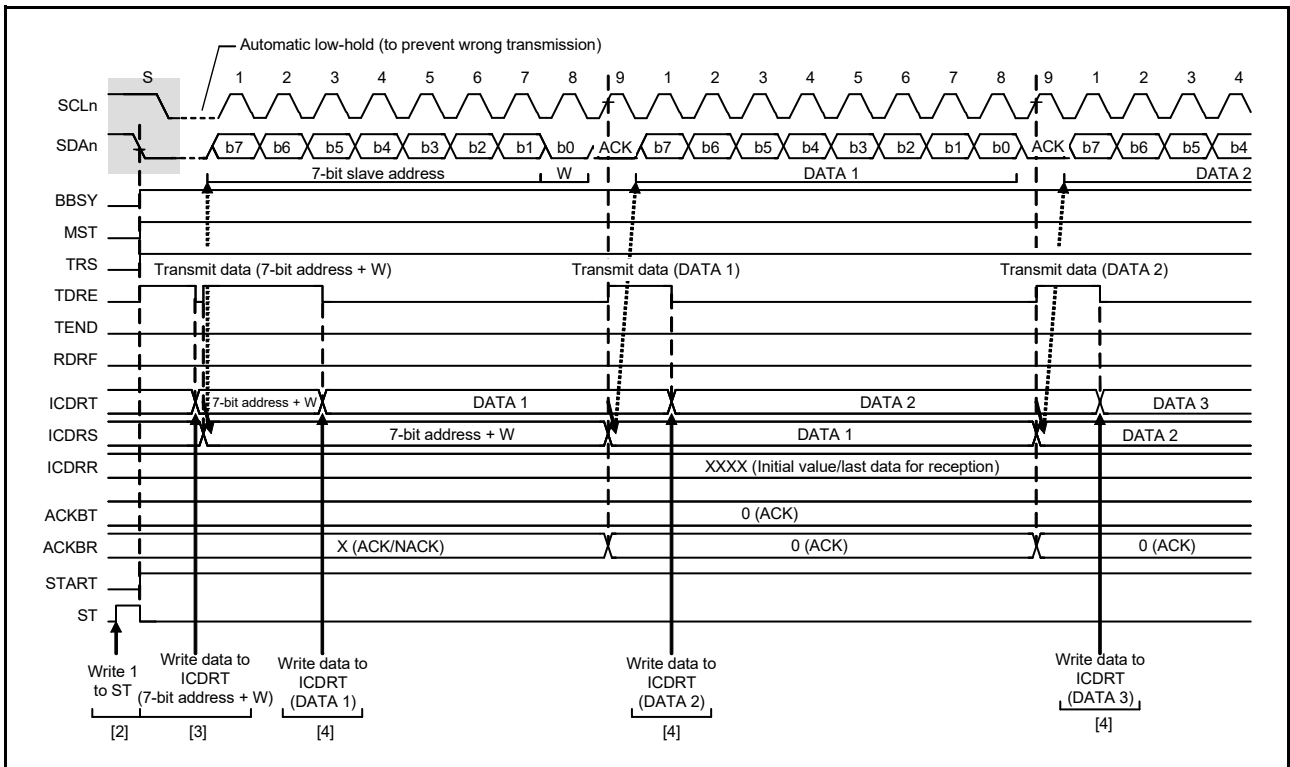 Automatic low-hold (to prevent wrong transmission)
S 1 2 3 4 5 6 7 8 9 1 2 3 4 5 6 7 8 9 1 2 3 4
SCLn
SDAn b7 b6 b5 b4 b3 b2 b1 b0 ACK b7 b6 b5 b4 b3 b2 b1 b0 ACK b7 b6 b5 b4
7-bit slave address W DATA 1 DATA 2
BBSY
MST
TRS
Transmit data (7-bit address + W) Transmit data (DATA 1) Transmit data (DATA 2)
TDRE
TEND
RDRF
ICDRT 7-bit address + W DATA 1 DATA 2 DATA 3
ICDRS 7-bit address + W DATA 1 DATA 2
ICDRR XXXX (Initial value/last data for reception)
ACKBT 0 (ACK)
ACKBR X (ACK/NACK) 0 (ACK) 0 (ACK)
START
ST
Write 1
to ST
Write data to
ICDRT
(7-bit address + W)
Write data to
ICDRT
(DATA 1)
Write data to
ICDRT
(DATA 2)
Write data to
ICDRT
(DATA 3)
[2] [3] [4] [4] [4]